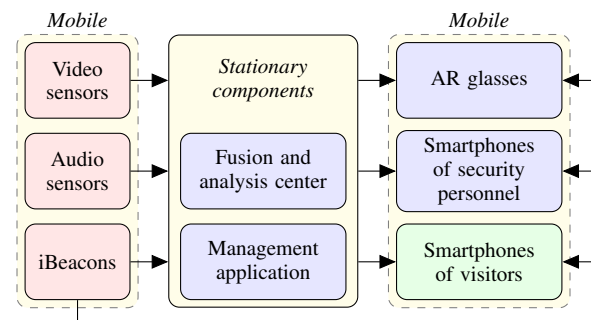 Mobile
Video
sensors
Audio
sensors
iBeacons
Stationary
components
Fusion and
analysis center
Management
application
Mobile
AR glasses
Smartphones
of security
personnel
Smartphones
of visitors